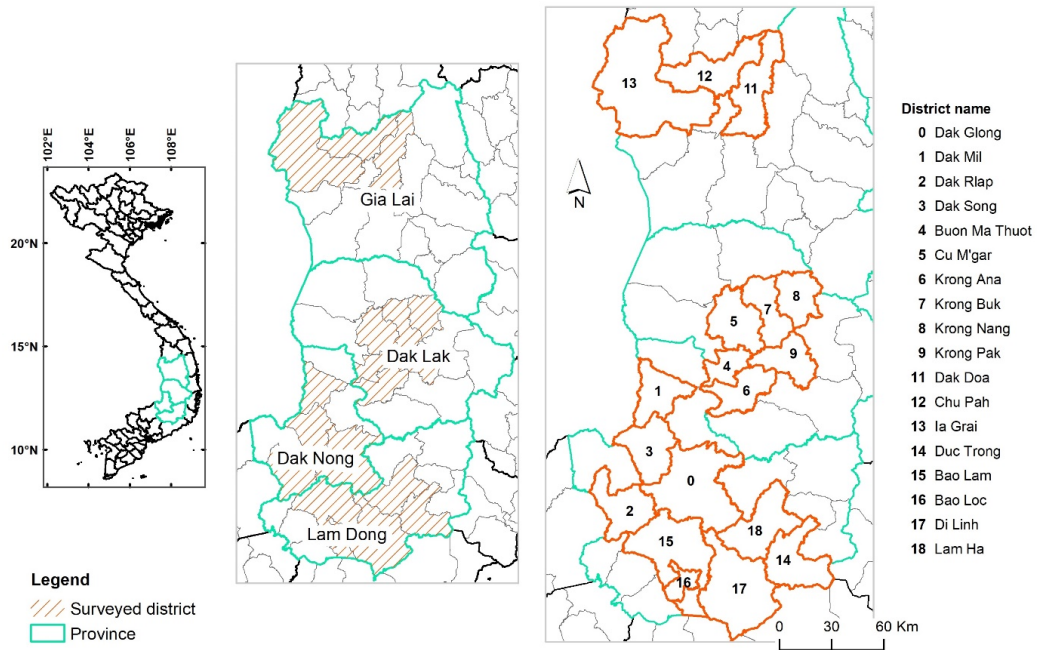 102°E
104°E
106°E
108°E
20°N
15°N
10°N
Legend
Surveyed district
Province
Gia Lai
Dak Lak
Dak Nong
Lam Dong
N
13
12
11
8
7
5
9
4
6
1
3
0
2
18
15
14
16
17
0 30 60 Km
District name
0 Dak Glong
1 Dak Mil
2 Dak Rlap
3 Dak Song
4 Buon Ma Thuot
5 Cu M'gar
6 Krong Ana
7 Krong Buk
8 Krong Nang
9 Krong Pak
11 Dak Doa
12 Chu Pah
13 Ia Grai
14 Duc Trong
15 Bao Lam
16 Bao Loc
17 Di Linh
18 Lam Ha